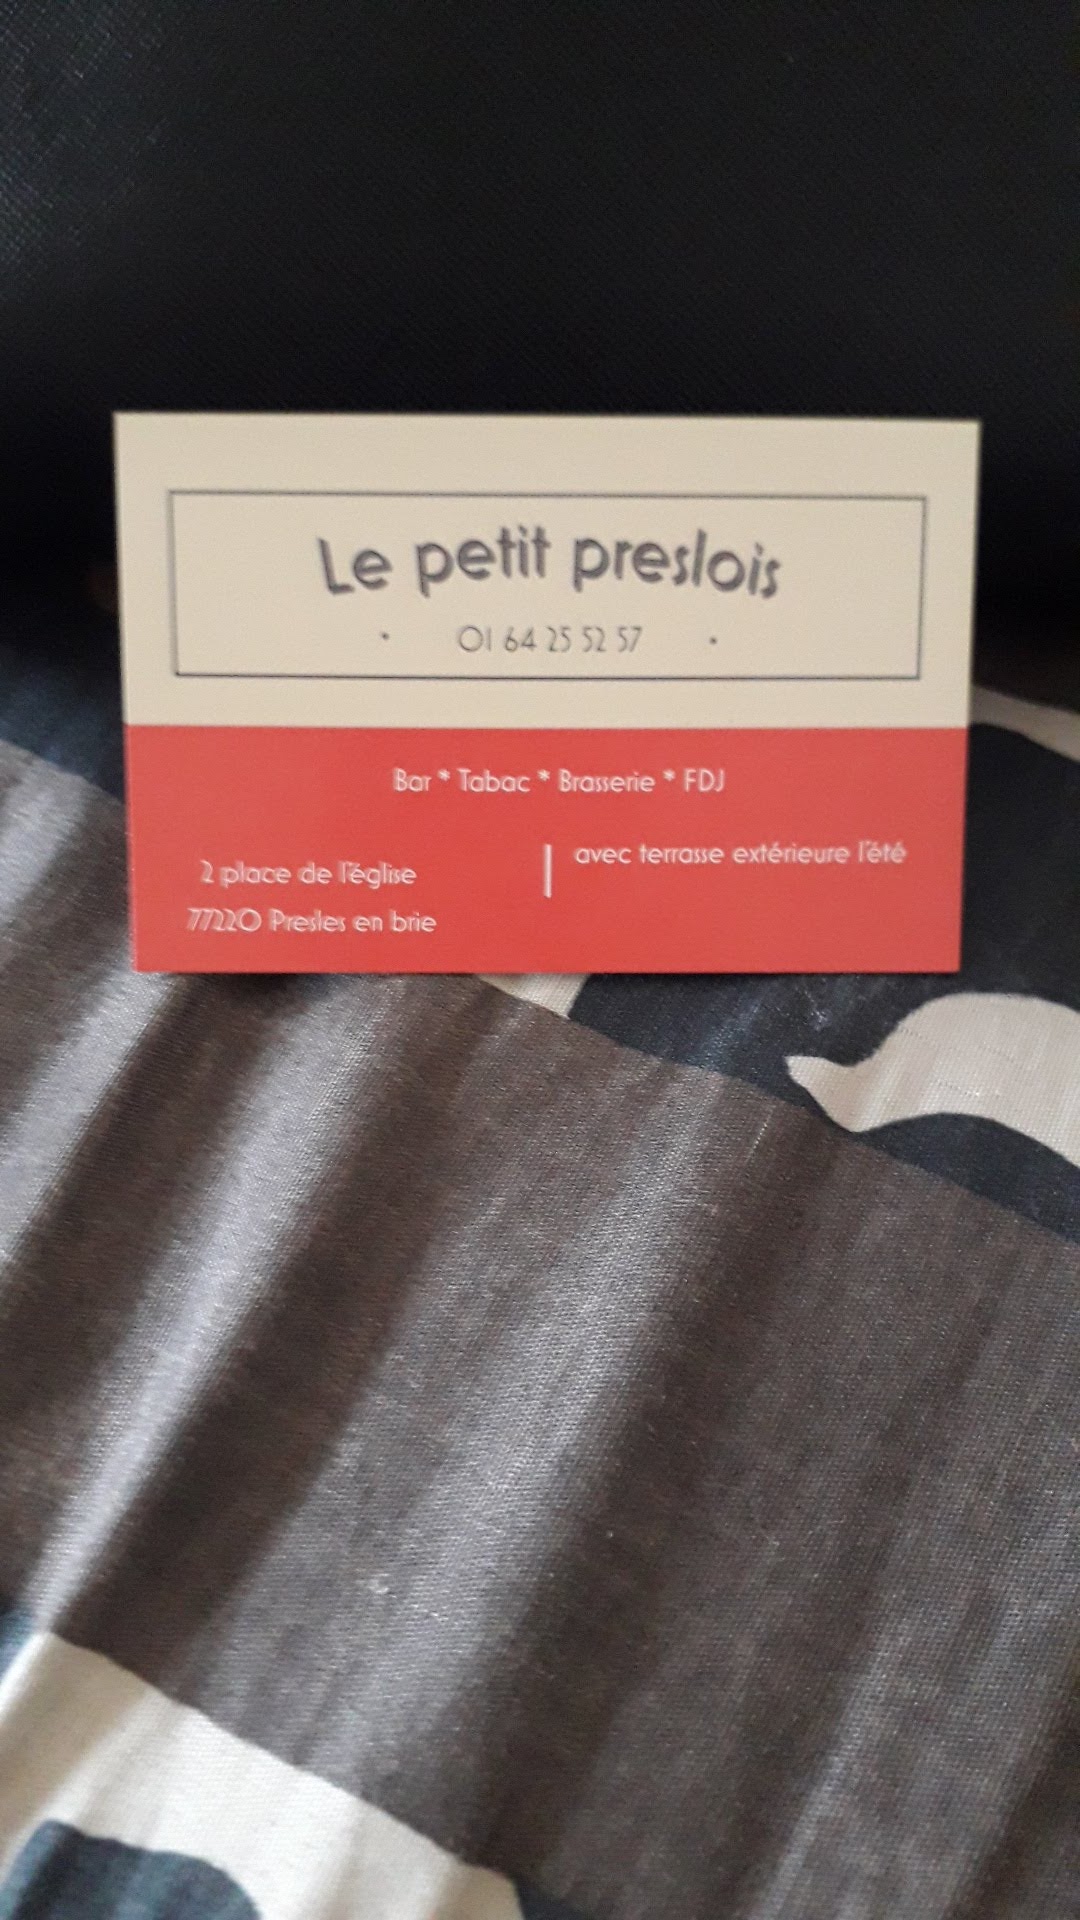 Le petit preslois
• 01 64 25 52 57 •
Bar * Tabac * Brasserie * FDJ
2 place de l'église
77220 Presles en brie
avec terrasse extérieure l'été